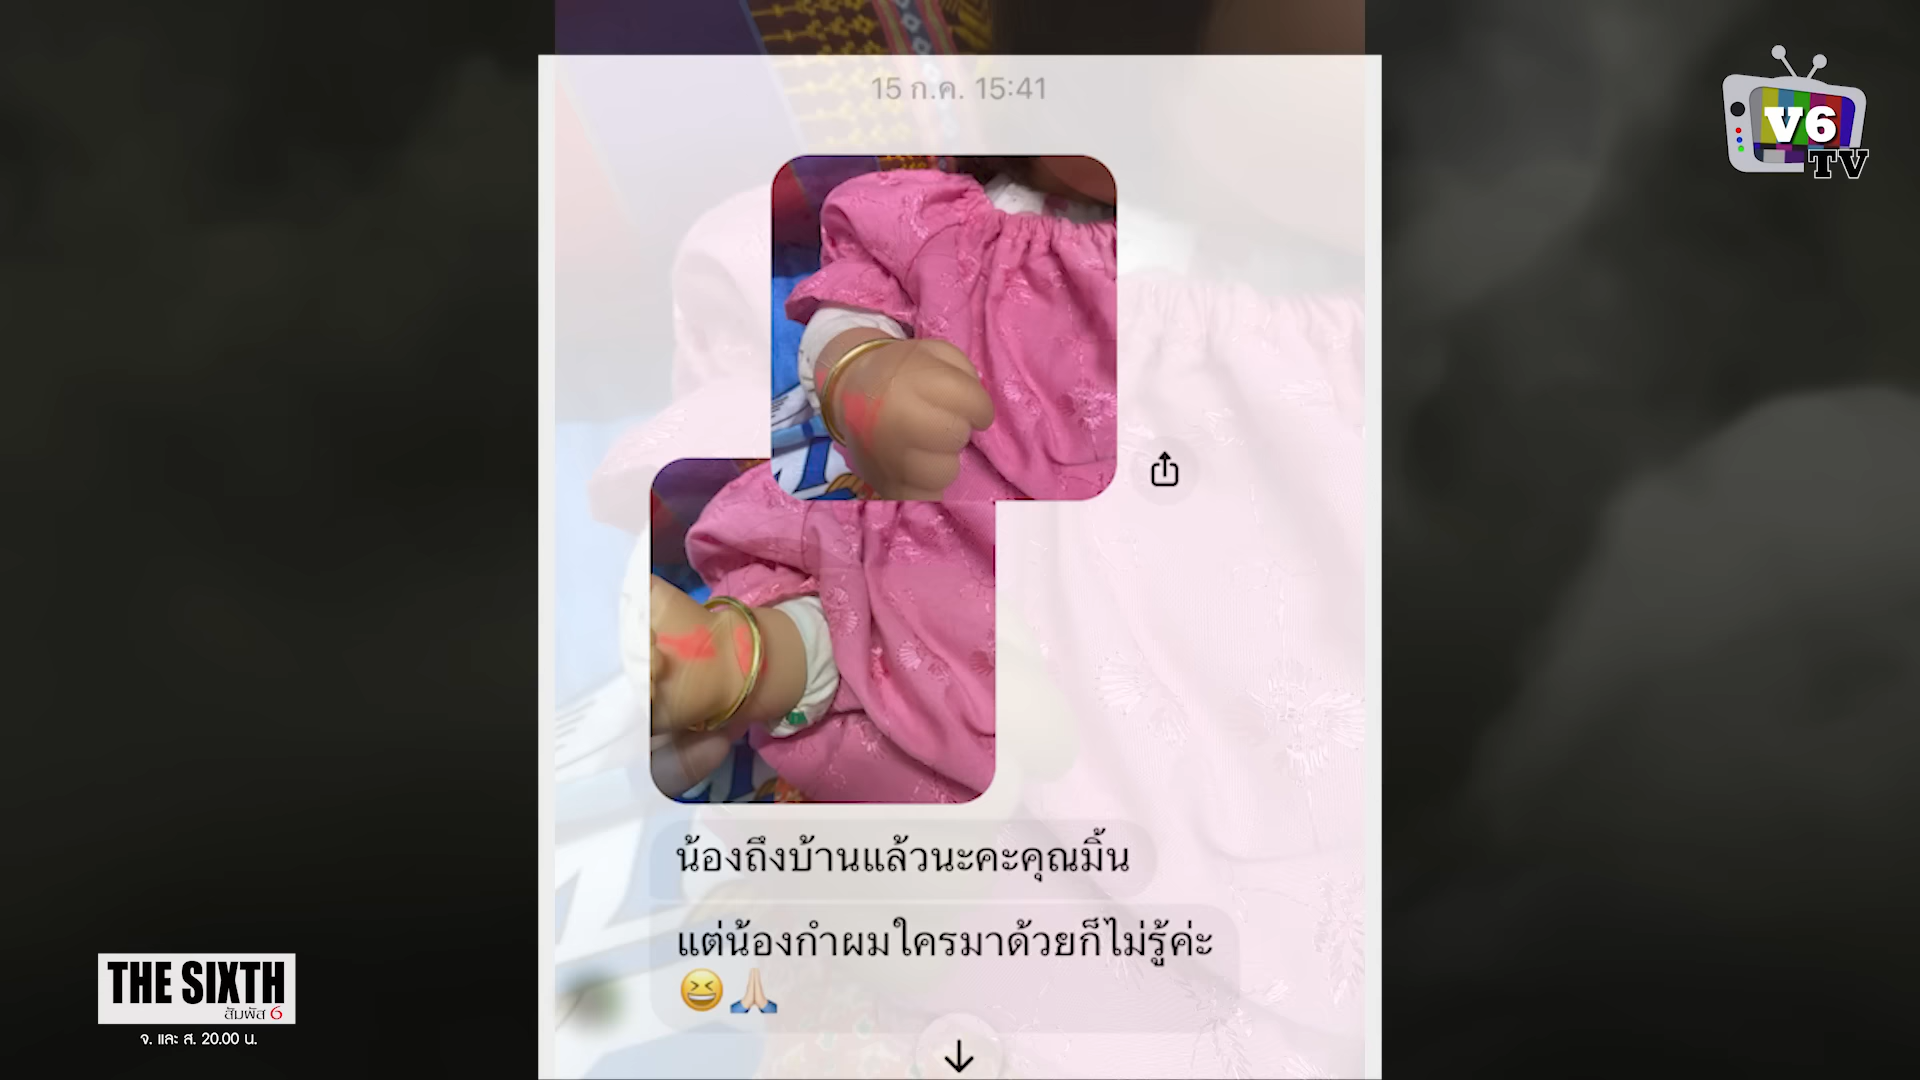 15 ก.ค. 15:41
V6
TV
น้องถึงบ้านแล้วนะคะคุณมิ้น
แต่น้องกำผมใครมาด้วยก็ไม่รู้ค่ะ
😆🙏🏻
THE SIXTH
สัมผัส 6
จ. และ ส. 20.00 น.